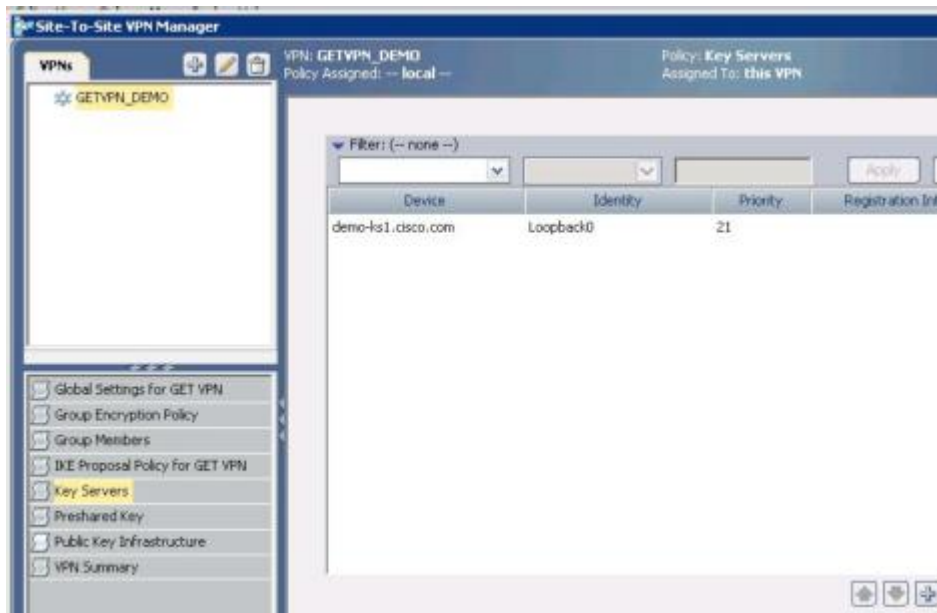 Site-To-Site VPN Manager
VPNs
VPN: GETVPN_DEMO
Policy: Key Servers
Policy Assigned: -- local --
Assigned To: this VPN
GETVPN_DEMO
Filter: (-- none --)
Apply
Device Identity Priority Registration Int
demo-ks1.cisco.com Loopback0 21
Global Settings for GET VPN
Group Encryption Policy
Group Members
IKE Proposal Policy for GET VPN
Key Servers
Preshared Key
Public Key Infrastructure
VPN Summary